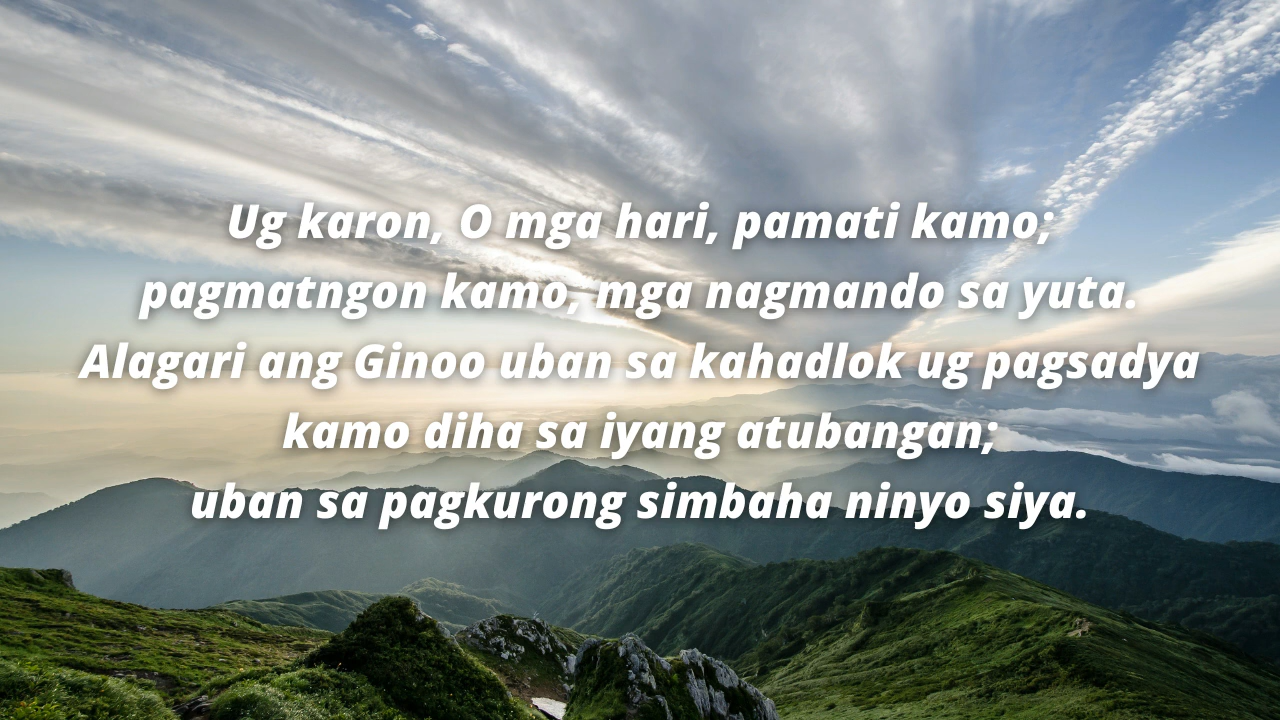 Ug karon, O mga hari, pamati kamo;
pagmatngon kamo, mga nagmando sa yuta.
Alagari ang Ginoo uban sa kahadlok ug pagsadya
kamo diha sa iyang atubangan;
uban sa pagkurong simbaha ninyo siya.